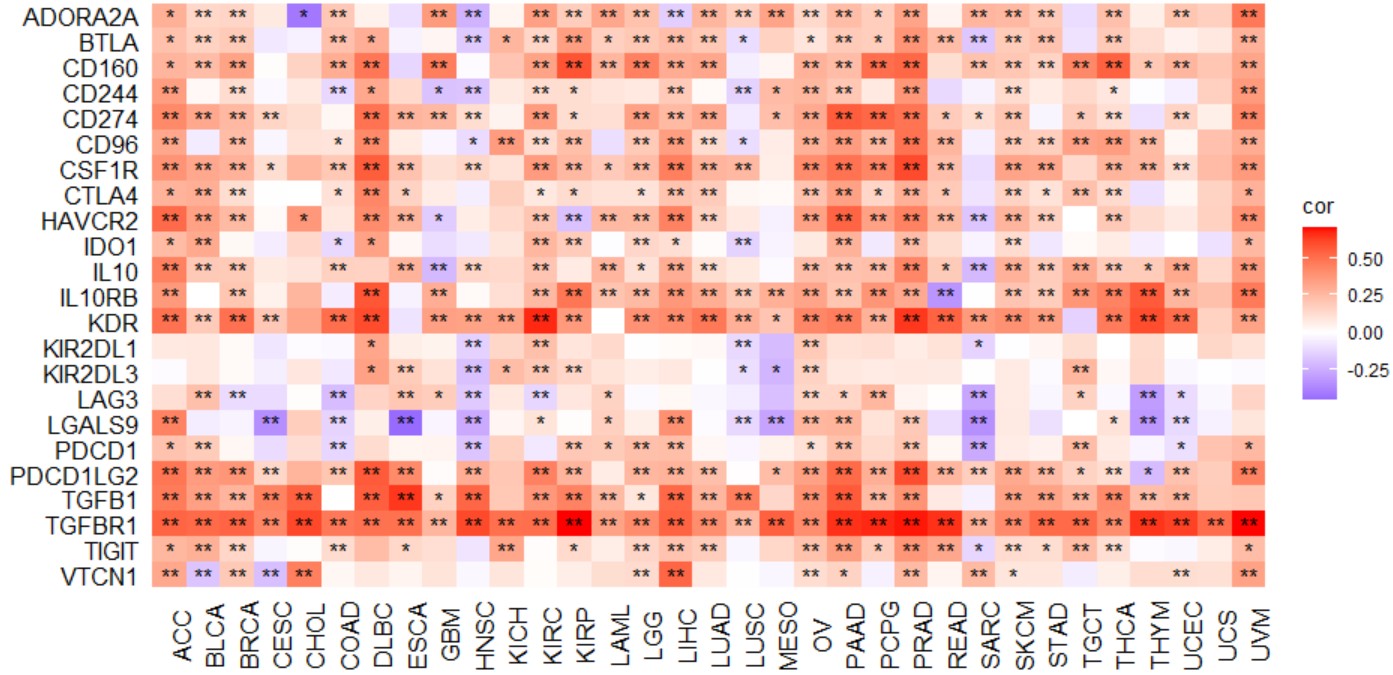 ADORA2A
BTLA
CD160
CD244
CD274
CD96
CSF1R
CTLA4
HAVCR2
IDO1
IL10
IL10RB
KDR
KIR2DL1
KIR2DL3
LAG3
LGALS9
PDCD1
PDCD1LG2
TGFB1
TGFBR1
TIGIT
VTCN1
ACC
BLCA
BRCA
CESC
CHOL
COAD
DLBC
ESCA
GBM
HNSC
KICH
KIRC
KIRP
LAML
LGG
LIHC
LUAD
LUSC
MESO
OV
PAAD
PCPG
PRAD
READ
SARC
SKCM
STAD
TGCT
THCA
THYM
UCEC
UCS
UVM
cor
0.50
0.25
0.00
-0.25